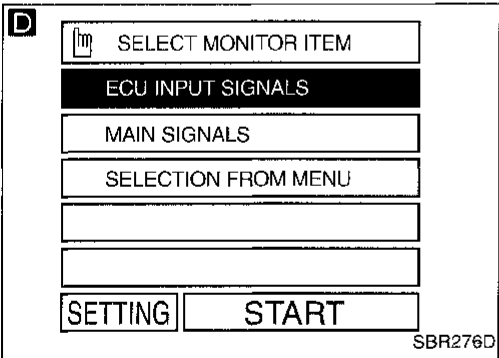 D
SELECT MONITOR ITEM
ECU INPUT SIGNALS
MAIN SIGNALS
SELECTION FROM MENU
SETTING START
SBR276D